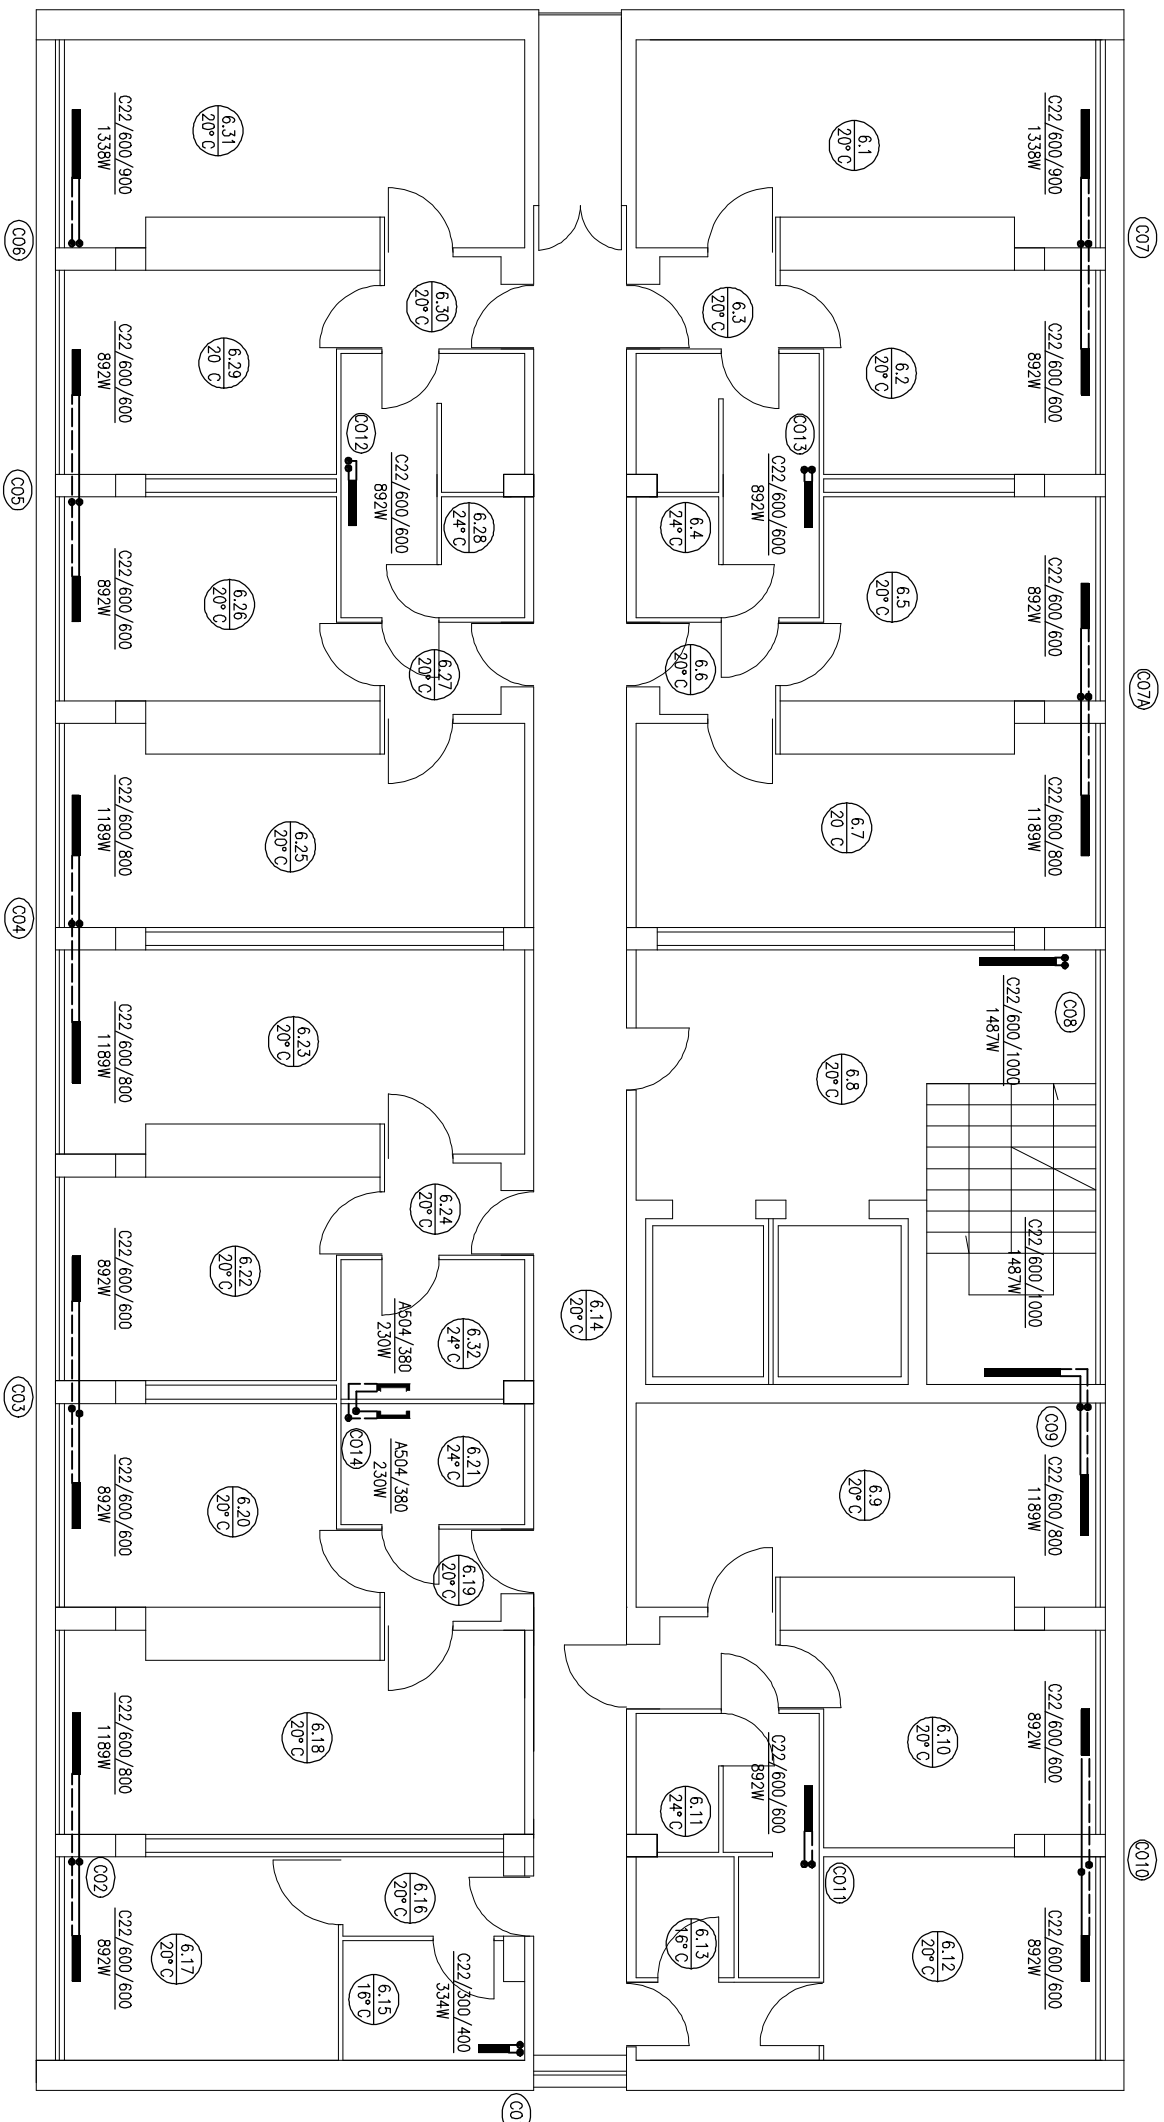 C07
C07A
C010
C22/600/900
1338W
C22/600/600
892W
C22/600/600
892W
C22/600/800
1189W
C08
C22/600/1000
1487W
C22/600/1000
1487W
C09
C22/600/800
1189W
C22/600/600
892W
C22/600/600
892W
6.1
20°C
6.2
20°C
6.5
20°C
6.7
20 C
6.8
20°C
6.9
20°C
6.10
20°C
6.12
20°C
C013
C22/600/600
892W
C22/600/600
892W
C011
6.3
20°C
6.4
24°C
6.6
20°C
6.11
24°C
6.13
16°C
6.14
20°C
6.30
20°C
6.28
24°C
6.27
20°C
6.24
20°C
6.32
24°C
6.21
24°C
6.19
20°C
6.16
20°C
C22/300/400
334W
6.15
16°C
C0
C012
C22/600/600
892W
A504/380
230W
A504/380
230W
C014
6.31
20°C
6.29
20 C
6.26
20°C
6.25
20°C
6.23
20°C
6.22
20°C
6.20
20°C
6.18
20°C
6.17
20°C
C22/600/900
1338W
C22/600/600
892W
C22/600/600
892W
C22/600/800
1189W
C22/600/800
1189W
C22/600/600
892W
C22/600/600
892W
C22/600/800
1189W
C02
C22/600/600
892W
C06
C05
C04
C03